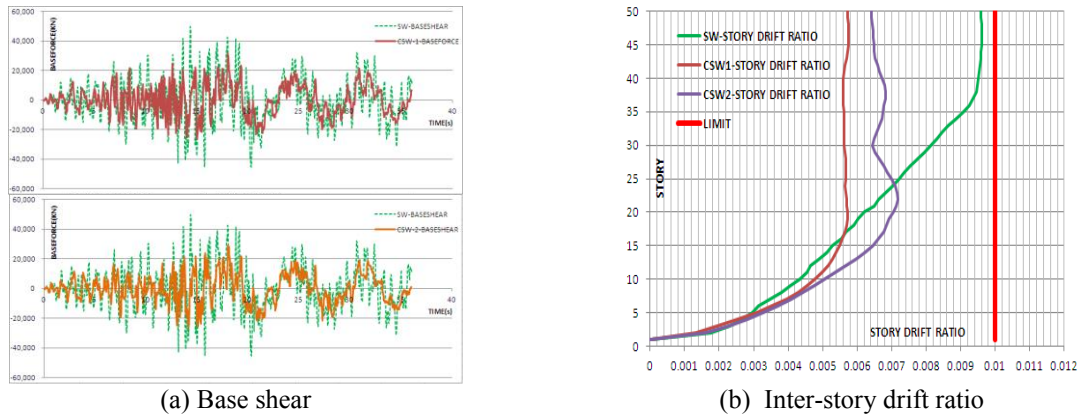 60,000
40,000
20,000
0
-20,000
-40,000
60,000
BASEFORCE(KN)
SW-BASESHEAR
CSW-1-BASEFORCE
TIME(s)
0
5
10
25
40
60,000
40,000
20,000
0
-20,000
-40,000
60,000
BASEFORCE(KN)
SW-BASESHEAR
CSW-2-BASESHEAR
TIME(s)
0
5
10
25
40
(a) Base shear
50
45
40
35
30
25
20
15
10
5
0
STORY
SW-STORY DRIFT RATIO
CSW1-STORY DRIFT RATIO
CSW2-STORY DRIFT RATIO
LIMIT
STORY DRIFT RATIO
0 0.001 0.002 0.003 0.004 0.005 0.006 0.007 0.008 0.009 0.01 0.011 0.012
(b) Inter-story drift ratio